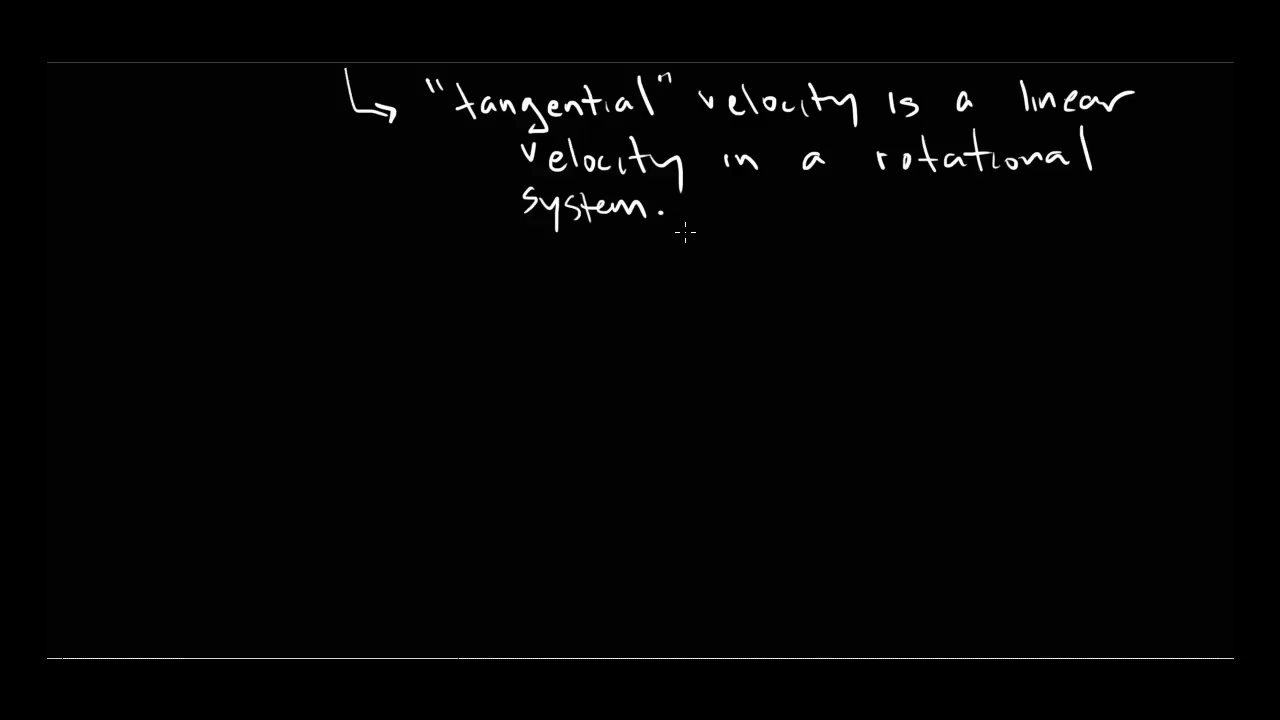 "tangential" velocity is a linear
velocity in a rotational
system.